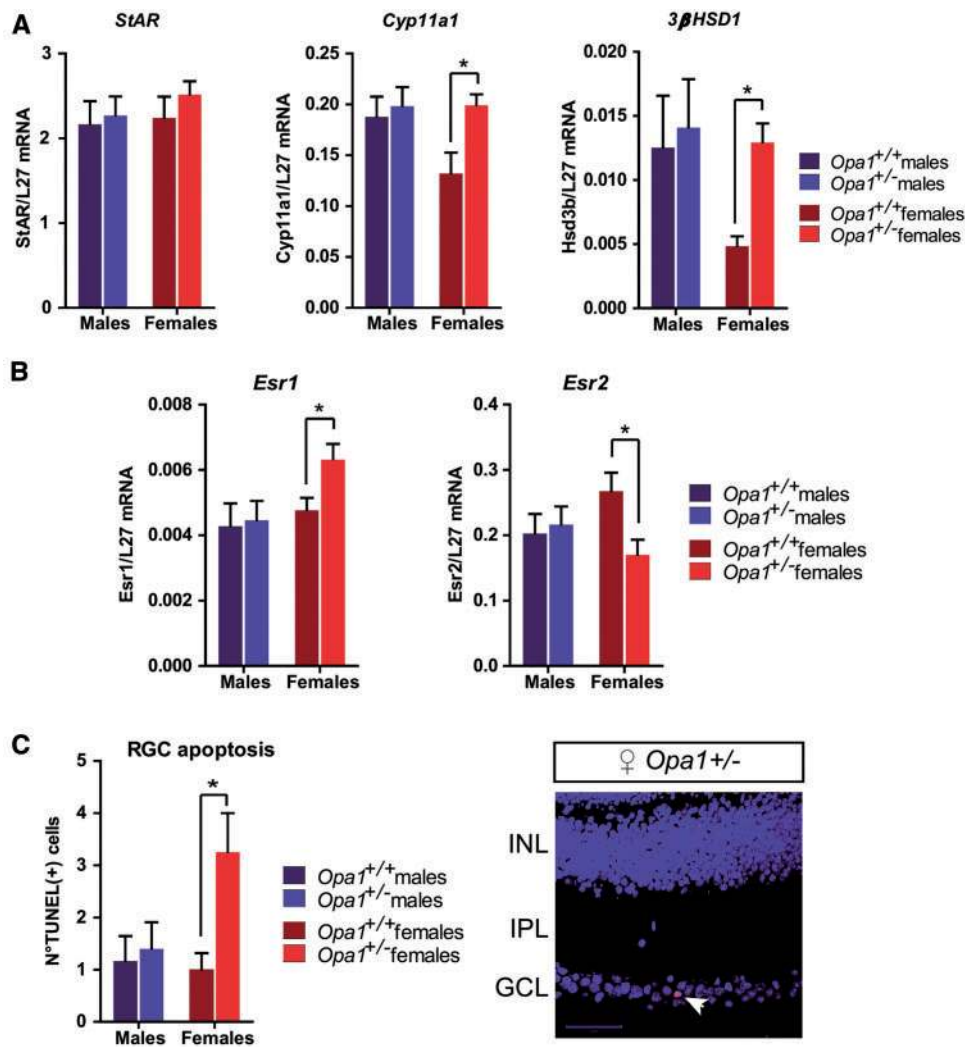 A
StAR
StAR/L27 mRNA
3
2
1
0
Males Females
Cyp11a1
Cyp11a1/L27 mRNA
0.25
0.20
0.15
0.10
0.05
0.00
*
Males Females
3βHSD1
Hsd3b/L27 mRNA
0.020
0.015
0.010
0.005
0.000
*
Males Females
Opa1+/+males
Opa1+/-males
Opa1+/+females
Opa1+/-females
B
Esr1
Esr1/L27 mRNA
0.008
0.006
0.004
0.002
0.000
*
Males Females
Esr2
Esr2/L27 mRNA
0.4
0.3
0.2
0.1
0.0
*
Males Females
Opa1+/+males
Opa1+/-males
Opa1+/+females
Opa1+/-females
C
RGC apoptosis
N°TUNEL(+) cells
5
4
3
2
1
0
*
Males Females
Opa1+/+males
Opa1+/-males
Opa1+/+females
Opa1+/-females
♀ Opa1+/-
INL
IPL
GCL